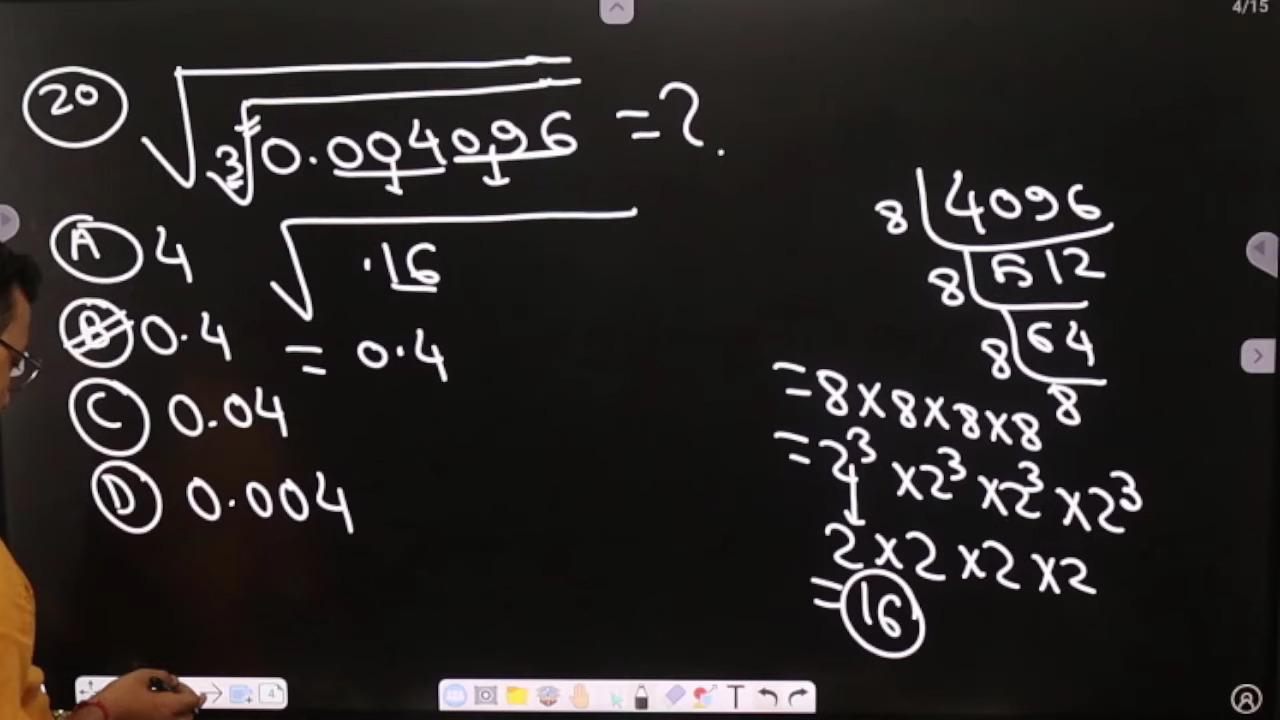 4/15
20 √∛0.004096 = ?
A 4
B 0.4
C 0.04
D 0.004
√.16
= 0.4
8 4096
8 512
8 64
8
= 8×8×8×8
= 2³ ×2³ ×2³ ×2³
2×2×2×2
= 16
T